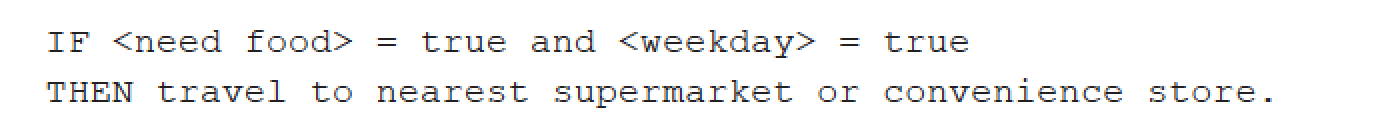 IF <need food> = true and <weekday> = true
THEN travel to nearest supermarket or convenience store.